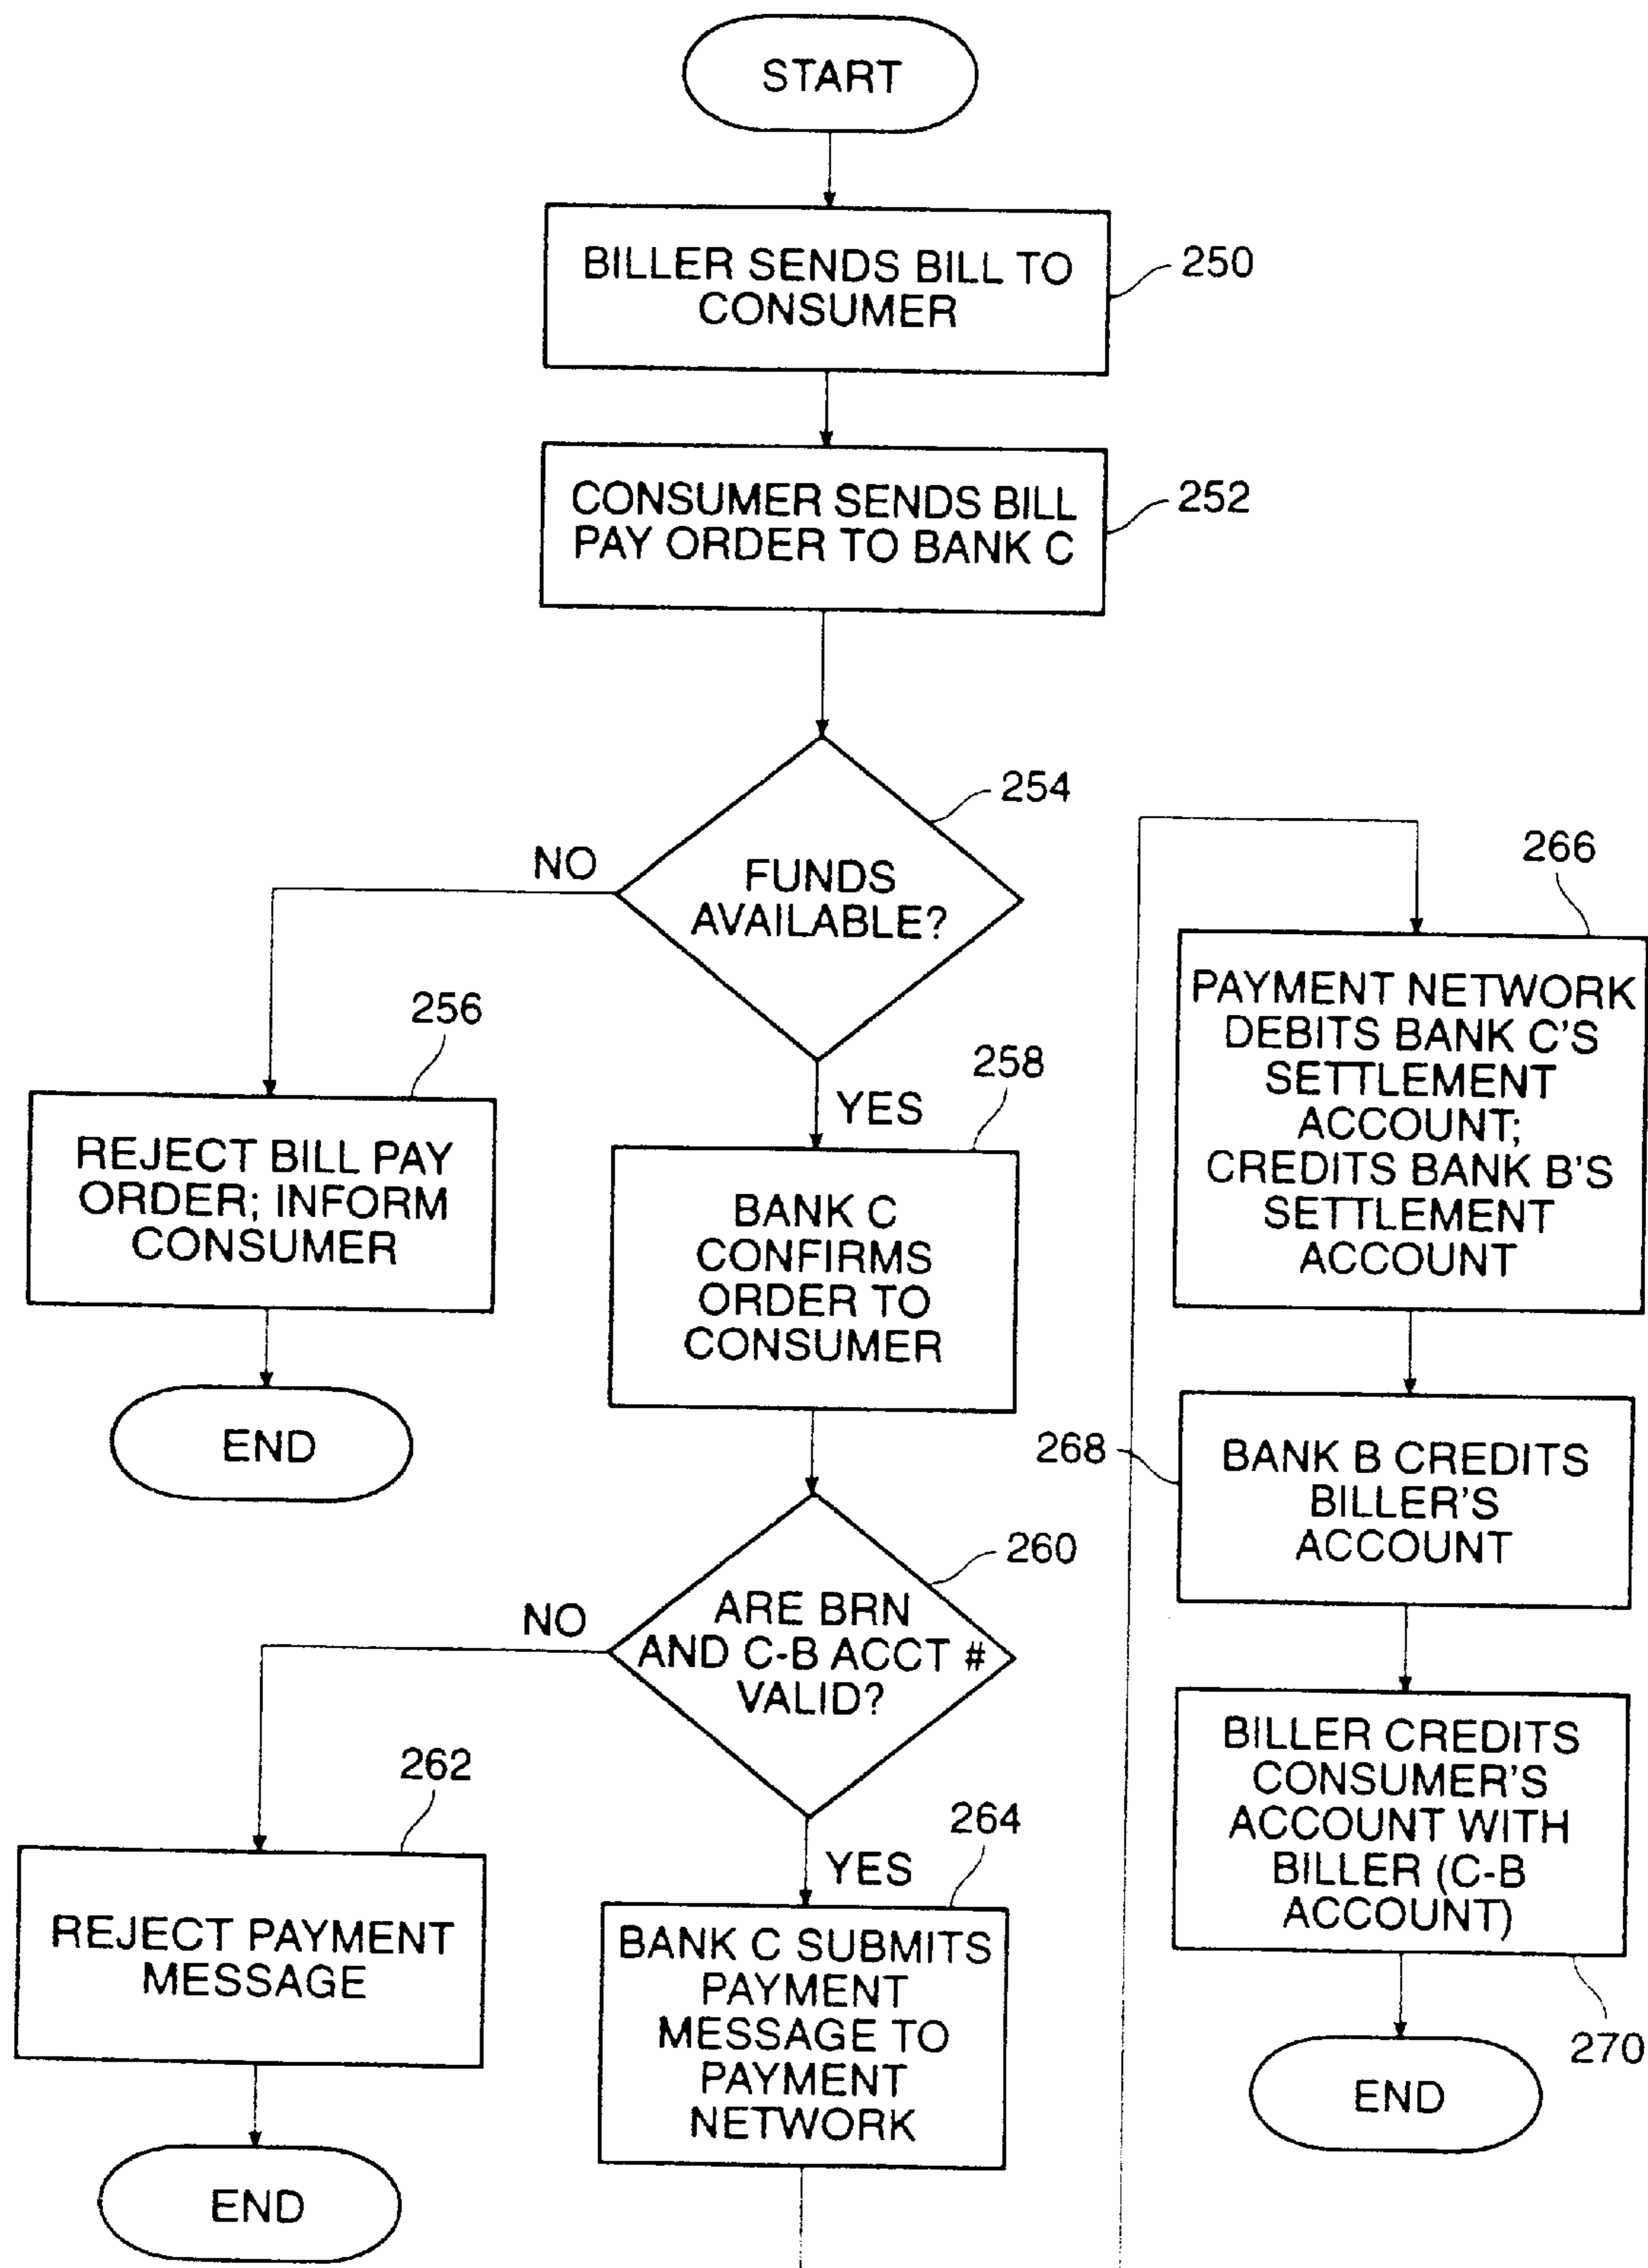 START
BILLER SENDS BILL TO
CONSUMER
250
CONSUMER SENDS BILL
PAY ORDER TO BANK C
252
254
FUNDS
AVAILABLE?
NO
256
REJECT BILL PAY
ORDER; INFORM
CONSUMER
END
YES
258
BANK C
CONFIRMS
ORDER TO
CONSUMER
260
ARE BRN
AND C-B ACCT #
VALID?
NO
262
REJECT PAYMENT
MESSAGE
END
YES
264
BANK C SUBMITS
PAYMENT
MESSAGE TO
PAYMENT
NETWORK
266
PAYMENT NETWORK
DEBITS BANK C'S
SETTLEMENT
ACCOUNT;
CREDITS BANK B'S
SETTLEMENT
ACCOUNT
268
BANK B CREDITS
BILLER'S
ACCOUNT
BILLER CREDITS
CONSUMER'S
ACCOUNT WITH
BILLER (C-B
ACCOUNT)
270
END